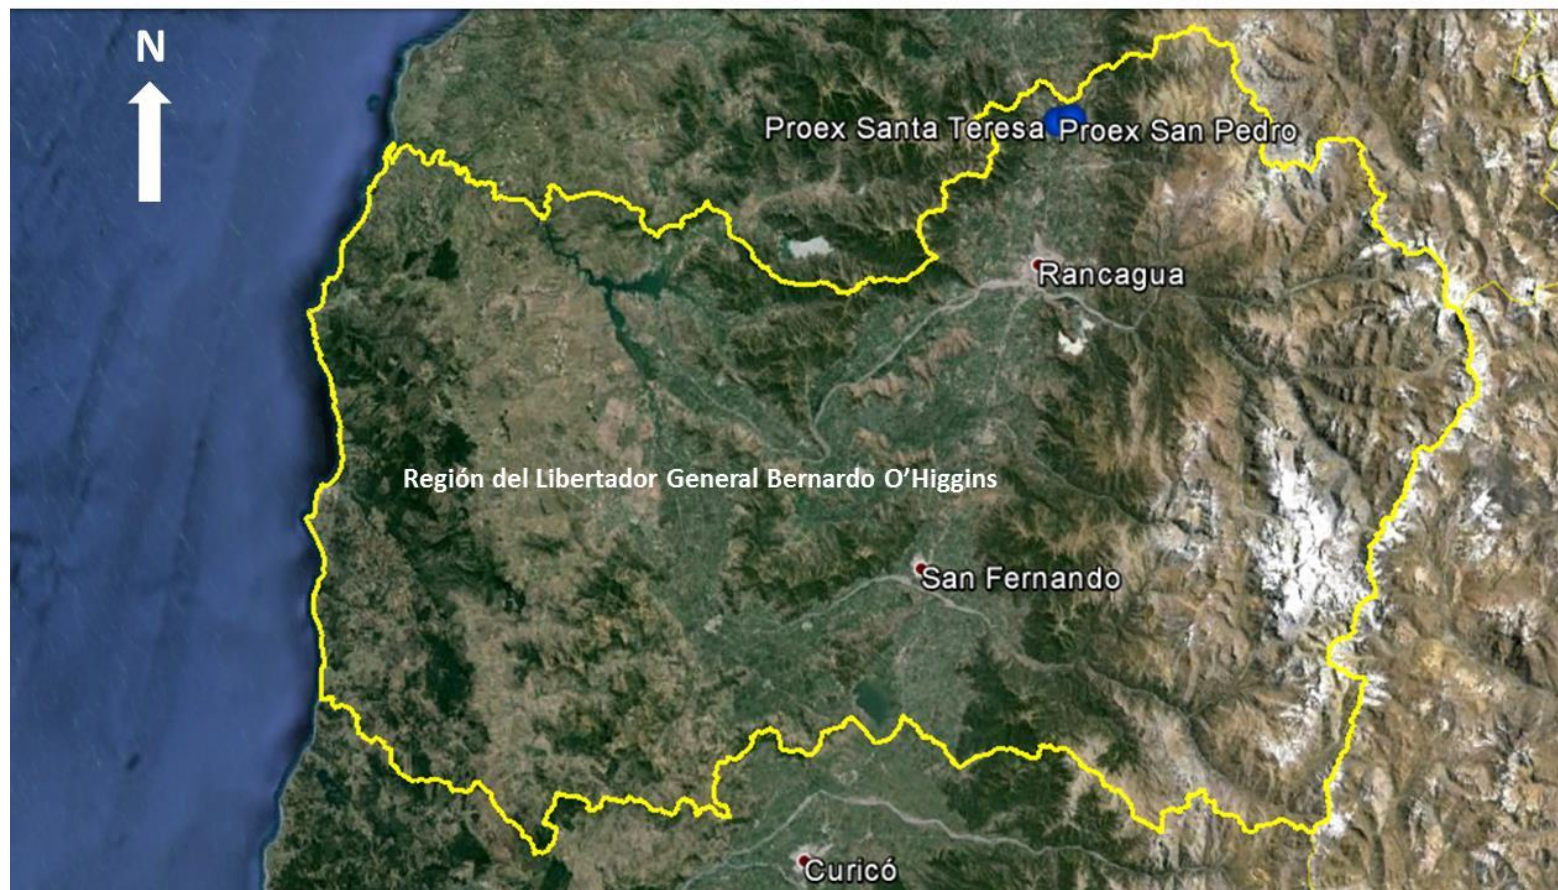 N
Proex Santa Teresa
Proex San Pedro
Rancagua
Región del Libertador General Bernardo O’Higgins
San Fernando
Curicó